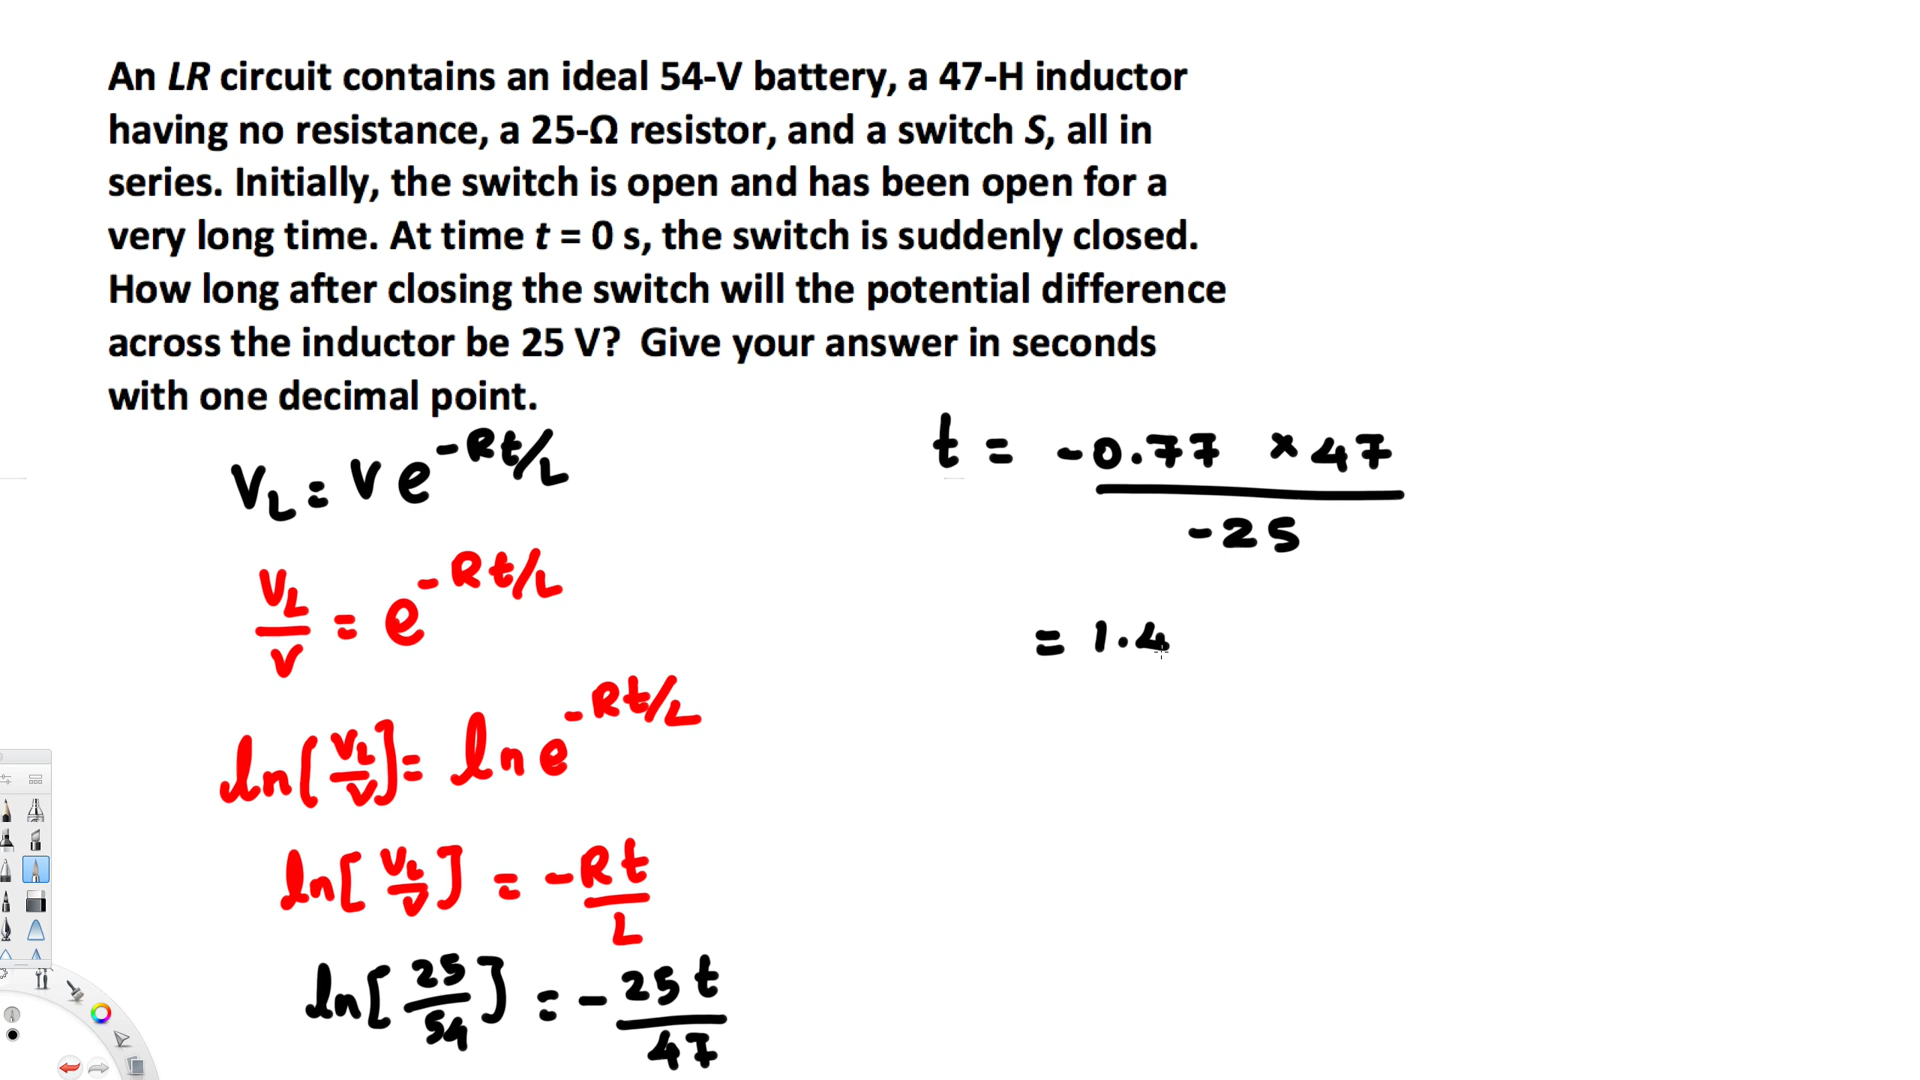 An LR circuit contains an ideal 54-V battery, a 47-H inductor
having no resistance, a 25-Ω resistor, and a switch S, all in
series. Initially, the switch is open and has been open for a
very long time. At time t = 0 s, the switch is suddenly closed.
How long after closing the switch will the potential difference
across the inductor be 25 V? Give your answer in seconds
with one decimal point.
V_L = V e^{-Rt/L}
V_L/V = e^{-Rt/L}
ln[V_L/V] = ln e^{-Rt/L}
ln[V_L/V] = -Rt/L
ln[25/54] = -25t/47
t = -0.77 × 47 / -25
= 1.4